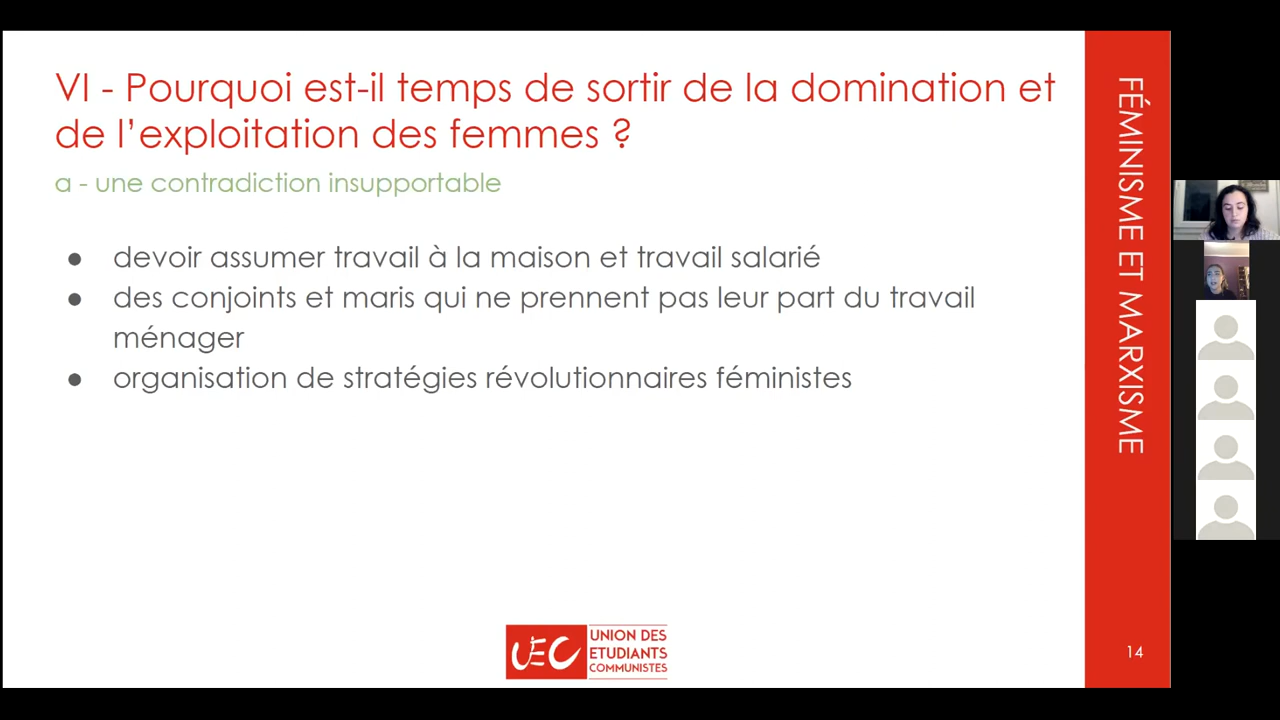 VI - Pourquoi est-il temps de sortir de la domination et
de l’exploitation des femmes ?
a - une contradiction insupportable
● devoir assumer travail à la maison et travail salarié
● des conjoints et maris qui ne prennent pas leur part du travail
ménager
● organisation de stratégies révolutionnaires féministes
FÉMINISME ET MARXISME
UEC
UNION DES
ETUDIANTS
COMMUNISTES
14